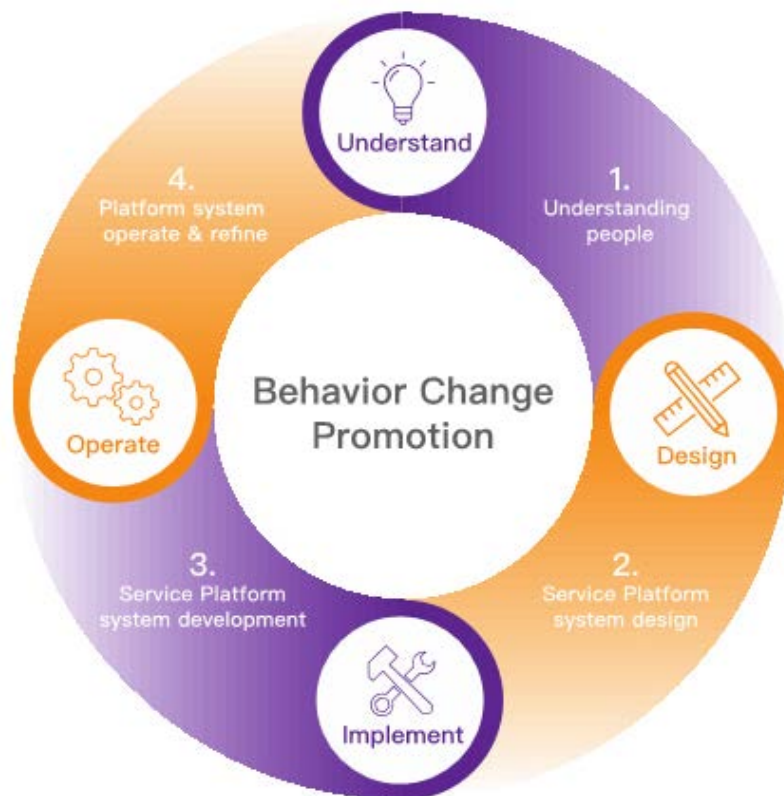 Understand
1.
Understanding
people
Design
2.
Service Platform
system design
Implement
3.
Service Platform
system development
Operate
4.
Platform system
operate & refine
Behavior Change
Promotion